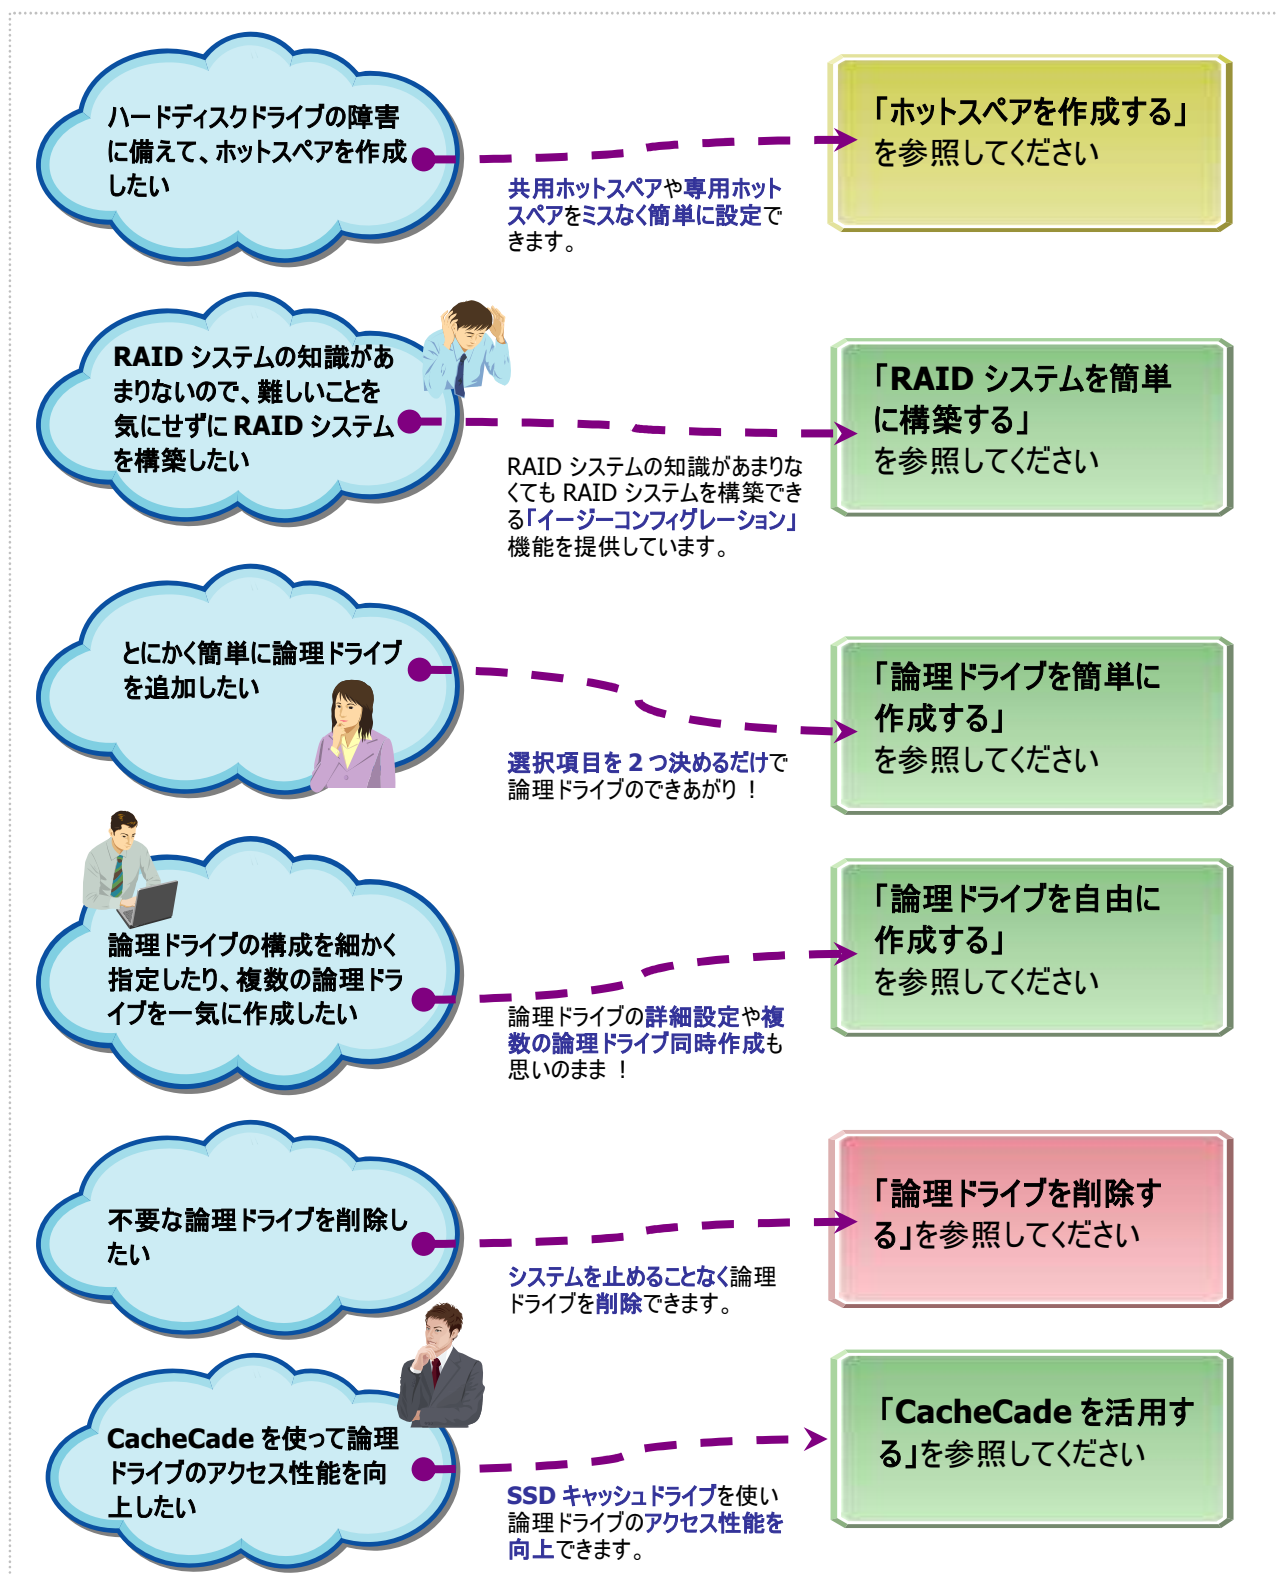 ハードディスクドライブの障害
に備えて、ホットスペアを作成
したい
共用ホットスペアや専用ホット
スペアをミスなく簡単に設定で
きます。
「ホットスペアを作成する」
を参照してください
RAID システムの知識があ
まりないので、難しいことを
気にせずに RAID システム
を構築したい
RAID システムの知識があまりな
くても RAID システムを構築でき
る「イージーコンフィグレーション」
機能を提供しています。
「RAID システムを簡単
に構築する」
を参照してください
とにかく簡単に論理ドライブ
を追加したい
選択項目を 2 つ決めるだけで
論理ドライブのできあがり！
「論理ドライブを簡単に
作成する」
を参照してください
論理ドライブの構成を細かく
指定したり、複数の論理ドラ
イブを一気に作成したい
論理ドライブの詳細設定や複
数の論理ドライブ同時作成も
思いのまま！
「論理ドライブを自由に
作成する」
を参照してください
不要な論理ドライブを削除し
たい
システムを止めることなく論理
ドライブを削除できます。
「論理ドライブを削除す
る」を参照してください
CacheCade を使って論理
ドライブのアクセス性能を向
上したい
SSD キャッシュドライブを使い
論理ドライブのアクセス性能を
向上できます。
「CacheCade を活用す
る」を参照してください